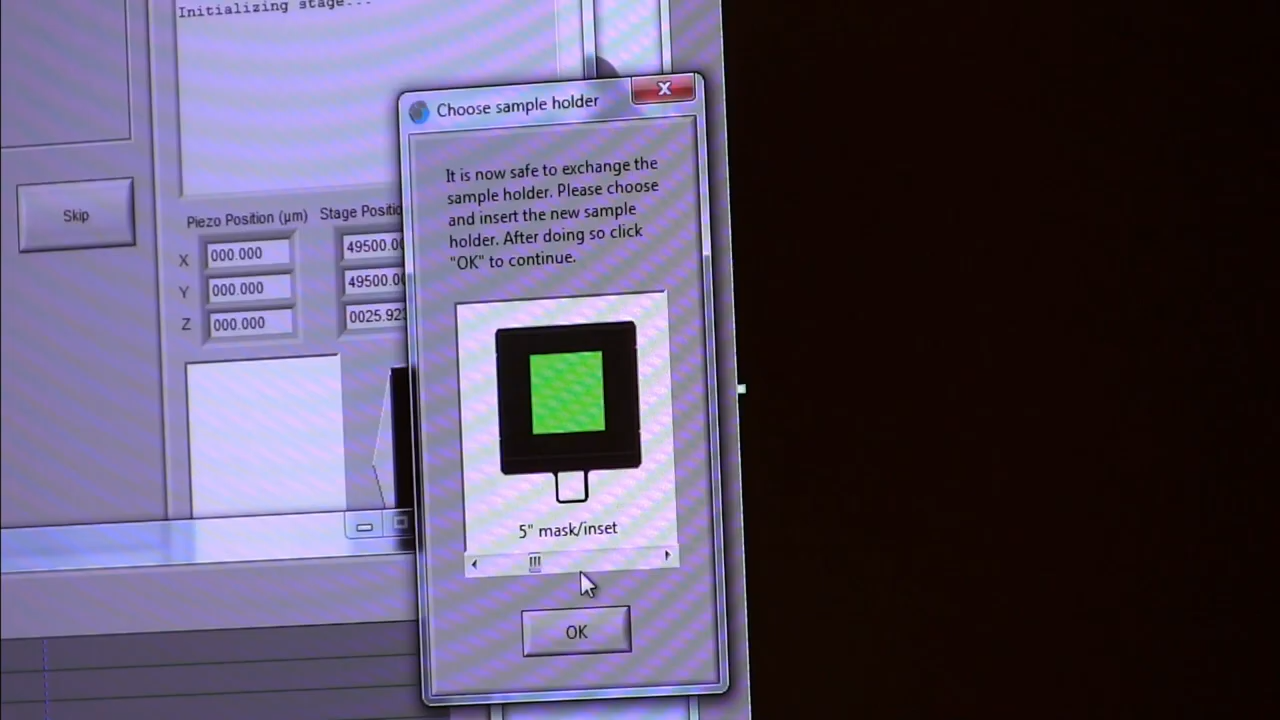 Initializing stage...
Choose sample holder
It is now safe to exchange the
sample holder. Please choose
and insert the new sample
holder. After doing so click
"OK" to continue.
Skip
Piezo Position (µm)
X 000.000
Y 000.000
Z 000.000
5" mask/inset
OK